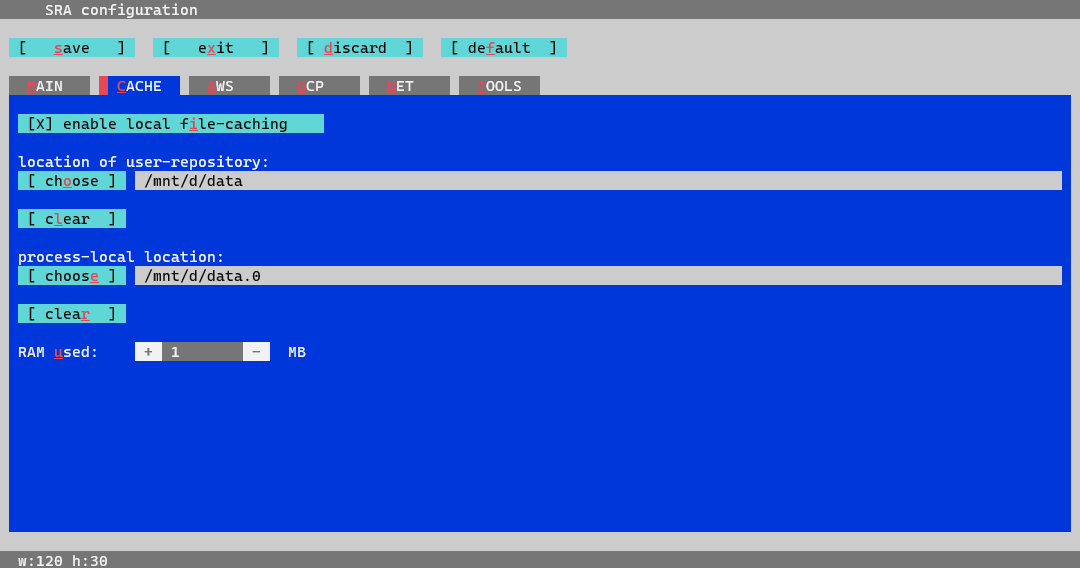 SRA configuration
[   save   ]  [   exit   ]  [ discard  ]  [ default  ]
MAIN  CACHE  AWS  GCP  NET  TOOLS
[X] enable local file-caching
location of user-repository:
[ choose ] /mnt/d/data
[ clear  ]
process-local location:
[ choose ] /mnt/d/data.0
[ clear  ]
RAM used: + 1 - MB
w:120 h:30